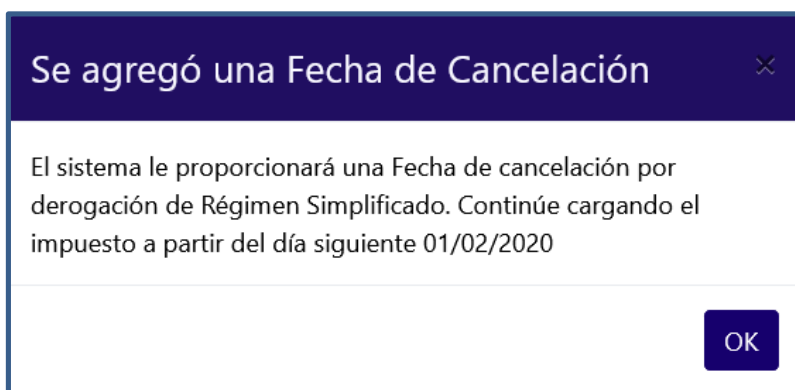 Se agregó una Fecha de Cancelación
×
El sistema le proporcionará una Fecha de cancelación por
derogación de Régimen Simplificado. Continúe cargando el
impuesto a partir del día siguiente 01/02/2020
OK